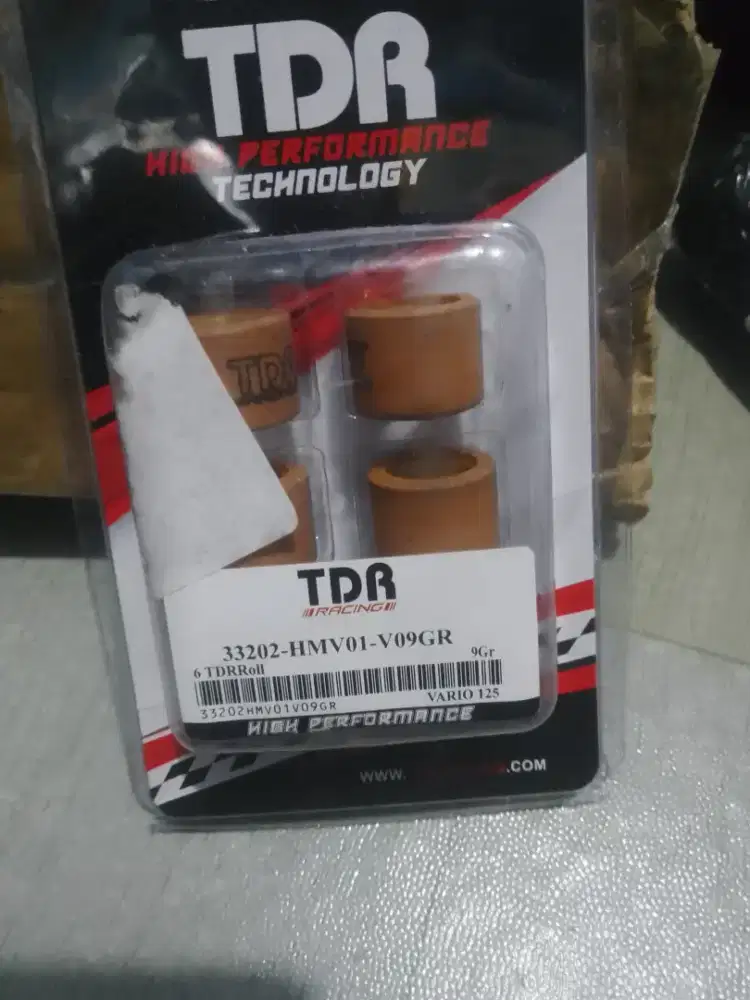 TDR
HIGH PERFORMANCE
TECHNOLOGY
TDR
TDR
RACING
33202-HMV01-V09GR
6 TDRRoll
9Gr
33202HMV01V09GR
VARIO 125
HIGH PERFORMANCE
WWW.
.COM